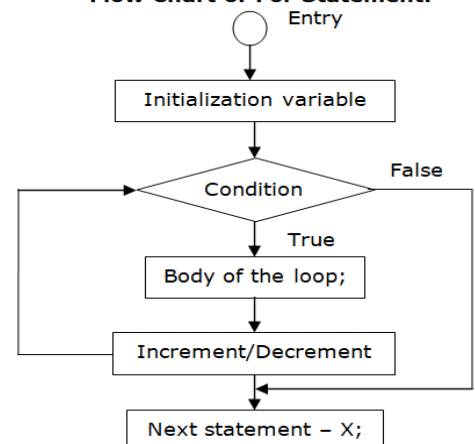 Flow Chart of For Statement:
Entry
Initialization variable
Condition
False
True
Body of the loop;
Increment/Decrement
Next statement – X;